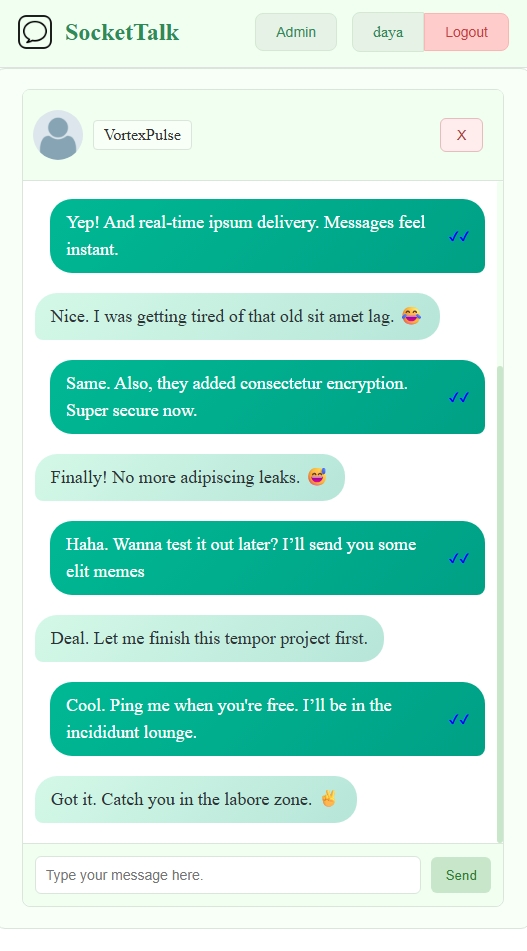 SocketTalk
Admin
daya
Logout
VortexPulse
X
Yep! And real-time ipsum delivery. Messages feel
instant.
Nice. I was getting tired of that old sit amet lag. 😂
Same. Also, they added consectetur encryption.
Super secure now.
Finally! No more adipiscing leaks. 😅
Haha. Wanna test it out later? I’ll send you some
elit memes
Deal. Let me finish this tempor project first.
Cool. Ping me when you're free. I’ll be in the
incididunt lounge.
Got it. Catch you in the labore zone. ✌️
Type your message here.
Send